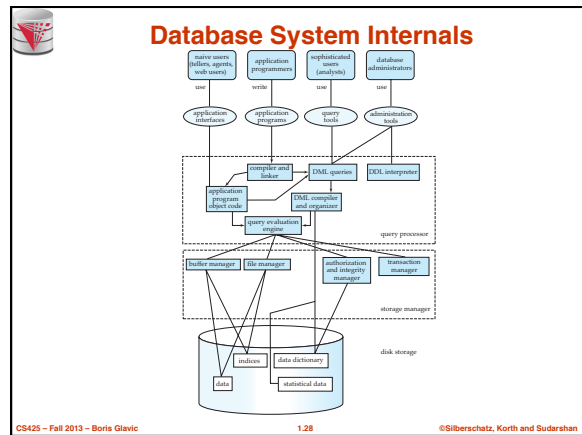 Database System Internals
naive users
(tellers, agents,
web users)
application
programmers
sophisticated
users
(analysts)
database
administrators
use
write
use
use
application
interfaces
application
programs
query
tools
administration
tools
compiler and
linker
DML queries
DDL interpreter
application
program
object code
DML compiler
and organizer
query evaluation
engine
query processor
buffer manager
file manager
authorization
and integrity
manager
transaction
manager
storage manager
disk storage
indices
data dictionary
data
statistical data
CS425 – Fall 2013 – Boris Glavic
1.28
©Silberschatz, Korth and Sudarshan